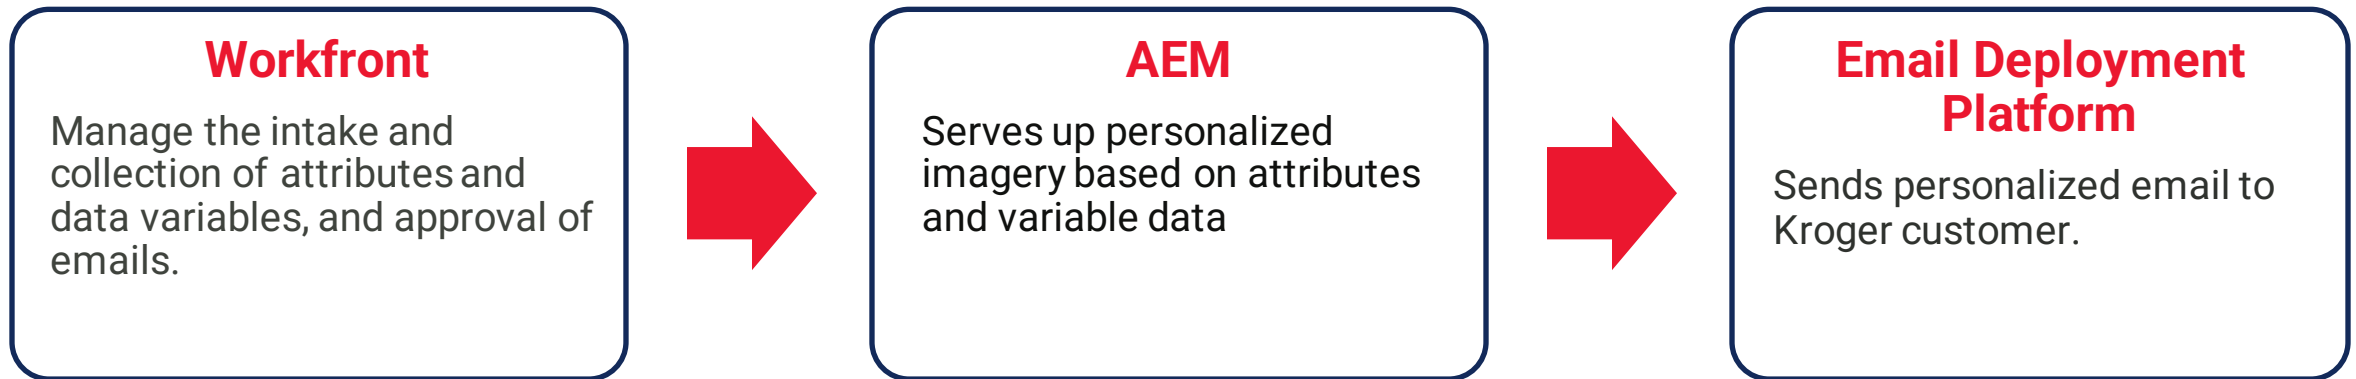 Workfront
Manage the intake and
collection of attributes and
data variables, and approval of
emails.
AEM
Serves up personalized
imagery based on attributes
and variable data
Email Deployment
Platform
Sends personalized email to
Kroger customer.